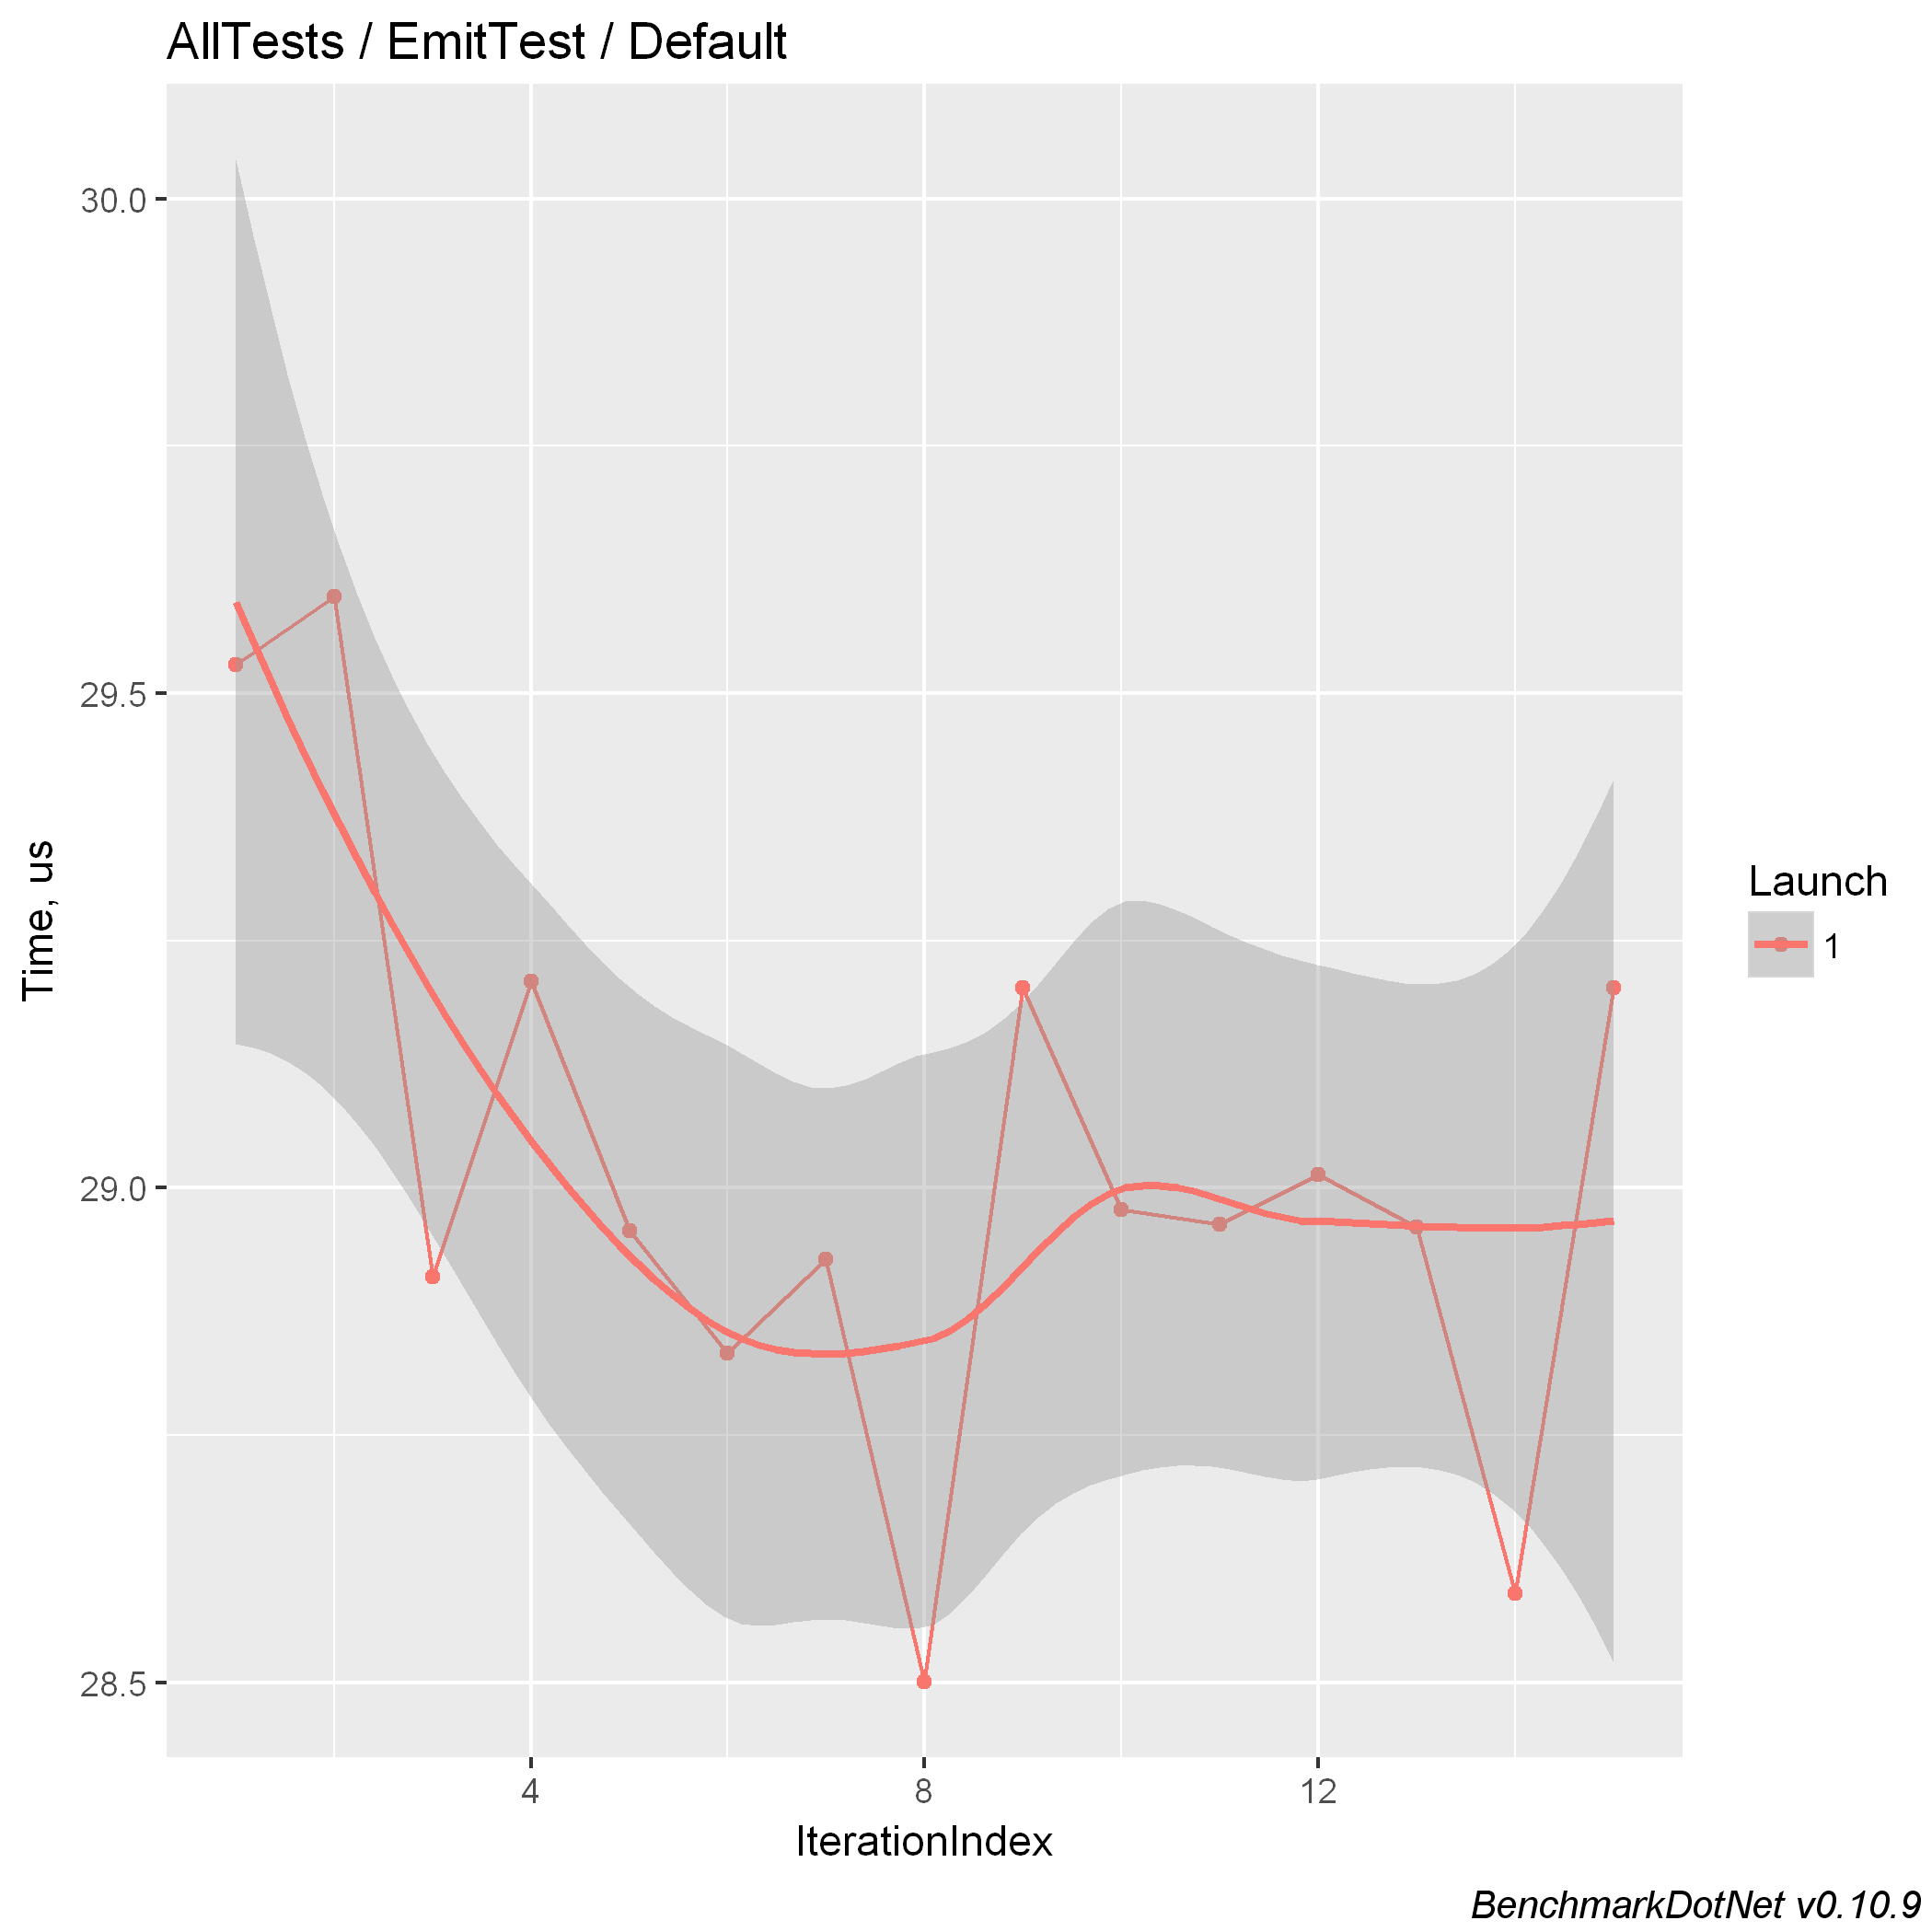 AllTests / EmitTest / Default
30.0
29.5
29.0
28.5
Time, us
4
8
12
IterationIndex
Launch
1
BenchmarkDotNet v0.10.9